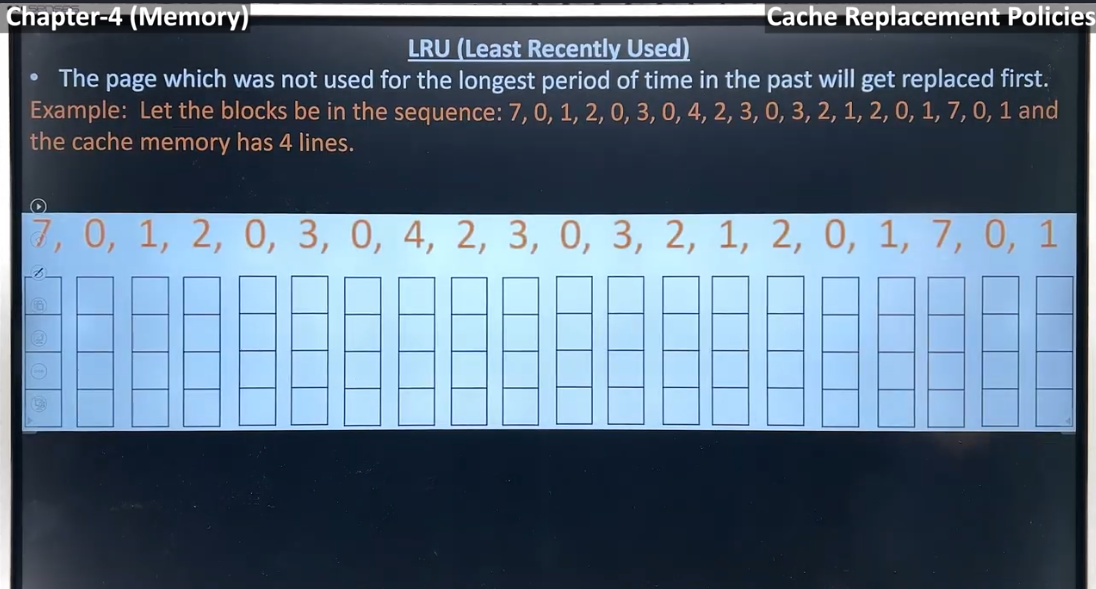 Chapter-4 (Memory)
Cache Replacement Policies
LRU (Least Recently Used)
• The page which was not used for the longest period of time in the past will get replaced first.
Example: Let the blocks be in the sequence: 7, 0, 1, 2, 0, 3, 0, 4, 2, 3, 0, 3, 2, 1, 2, 0, 1, 7, 0, 1 and
the cache memory has 4 lines.
7, 0, 1, 2, 0, 3, 0, 4, 2, 3, 0, 3, 2, 1, 2, 0, 1, 7, 0, 1